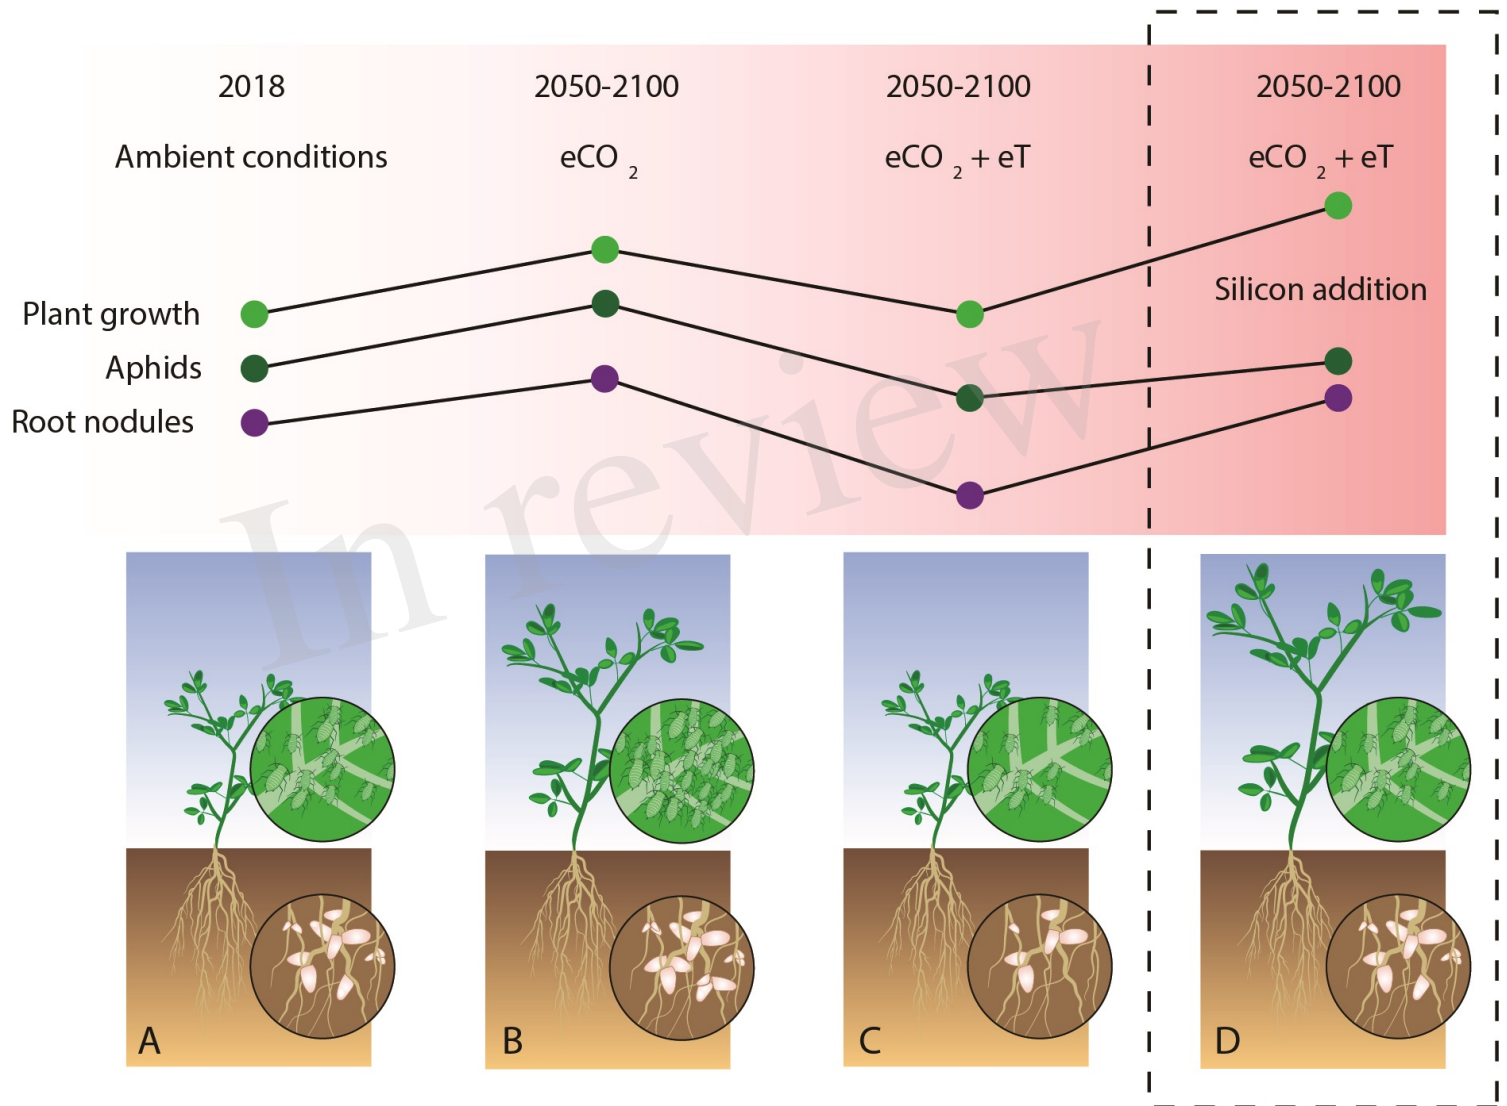 2018
2050-2100
2050-2100
2050-2100
Ambient conditions
eCO 2
eCO 2 + eT
eCO 2 + eT
Silicon addition
Plant growth
Aphids
Root nodules
In review
A
B
C
D